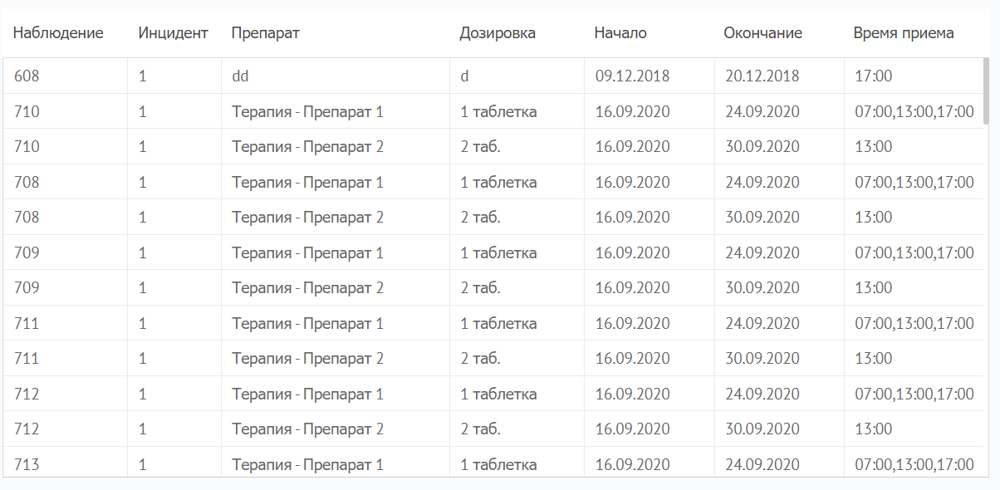 Наблюдение Инцидент Препарат Дозировка Начало Окончание Время приема
608 1 dd d 09.12.2018 20.12.2018 17:00
710 1 Терапия - Препарат 1 1 таблетка 16.09.2020 24.09.2020 07:00,13:00,17:00
710 1 Терапия - Препарат 2 2 таб. 16.09.2020 30.09.2020 13:00
708 1 Терапия - Препарат 1 1 таблетка 16.09.2020 24.09.2020 07:00,13:00,17:00
708 1 Терапия - Препарат 2 2 таб. 16.09.2020 30.09.2020 13:00
709 1 Терапия - Препарат 1 1 таблетка 16.09.2020 24.09.2020 07:00,13:00,17:00
709 1 Терапия - Препарат 2 2 таб. 16.09.2020 30.09.2020 13:00
711 1 Терапия - Препарат 1 1 таблетка 16.09.2020 24.09.2020 07:00,13:00,17:00
711 1 Терапия - Препарат 2 2 таб. 16.09.2020 30.09.2020 13:00
712 1 Терапия - Препарат 1 1 таблетка 16.09.2020 24.09.2020 07:00,13:00,17:00
712 1 Терапия - Препарат 2 2 таб. 16.09.2020 30.09.2020 13:00
713 1 Терапия - Препарат 1 1 таблетка 16.09.2020 24.09.2020 07:00,13:00,17:00